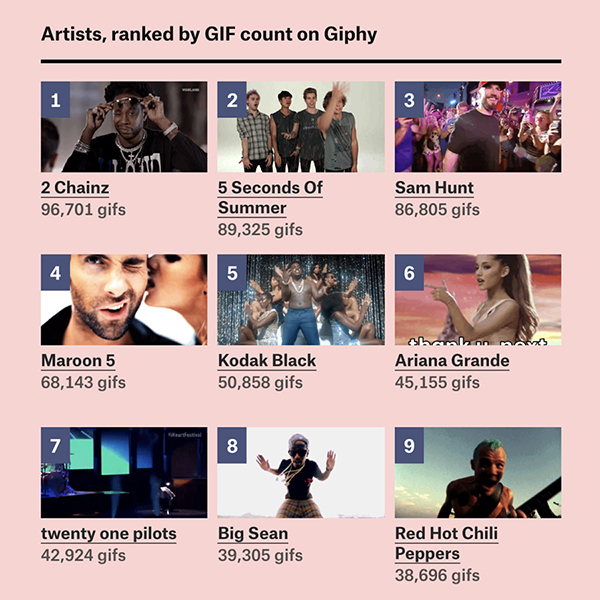 Artists, ranked by GIF count on Giphy
1
2
3
2 Chainz
96,701 gifs
5 Seconds Of
Summer
89,325 gifs
Sam Hunt
86,805 gifs
4
5
6
thank u, next
Maroon 5
68,143 gifs
Kodak Black
50,858 gifs
Ariana Grande
45,155 gifs
7
#iHeartFestival
8
9
twenty one pilots
42,924 gifs
Big Sean
39,305 gifs
Red Hot Chili
Peppers
38,696 gifs